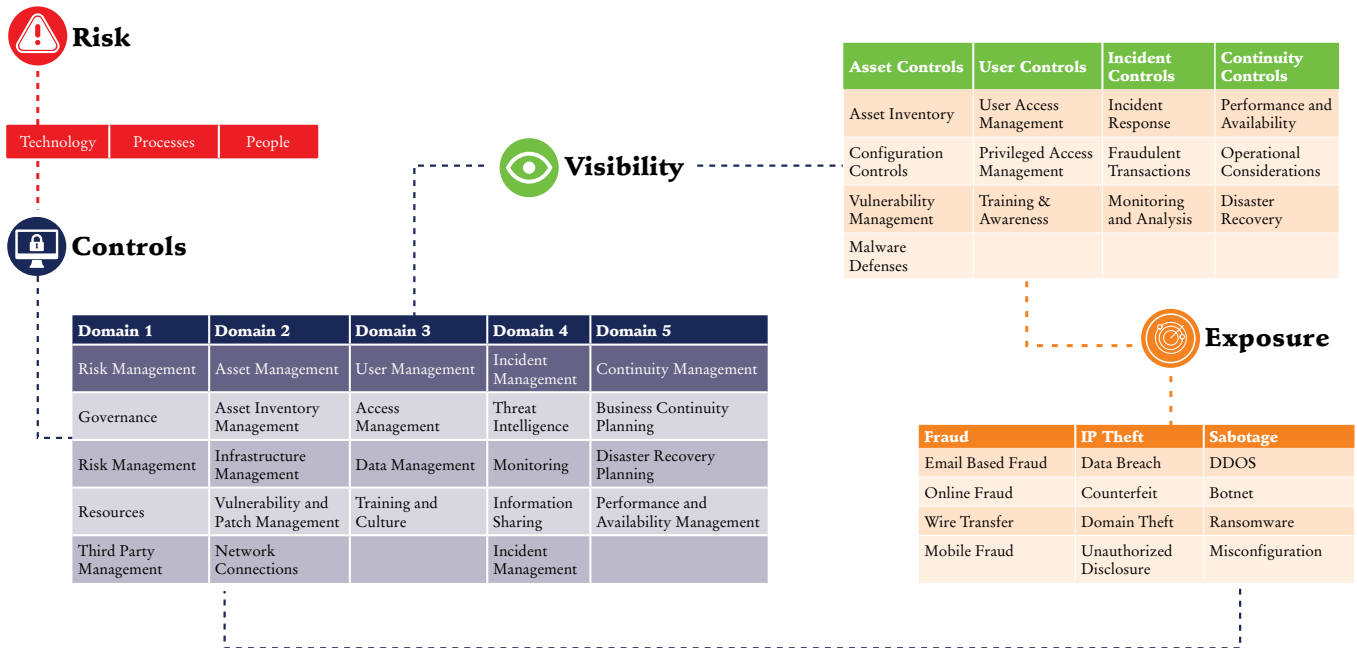 Risk
Technology Processes People
Controls
Visibility
Asset Controls User Controls Incident Controls Continuity Controls
Asset Inventory
User Access
Management
Incident
Response
Performance and
Availability
Configuration
Controls
Privileged Access
Management
Fraudulent
Transactions
Operational
Considerations
Vulnerability
Management
Training &
Awareness
Monitoring
and Analysis
Disaster
Recovery
Malware
Defenses
Domain 1 Domain 2 Domain 3 Domain 4 Domain 5
Risk Management
Asset Management
User Management
Incident
Management
Continuity Management
Governance
Asset Inventory
Management
Access
Management
Threat
Intelligence
Business Continuity
Planning
Risk Management
Infrastructure
Management
Data Management
Monitoring
Disaster Recovery
Planning
Resources
Vulnerability and
Patch Management
Training and
Culture
Information
Sharing
Performance and
Availability Management
Third Party
Management
Network
Connections
Incident
Management
Exposure
Fraud IP Theft Sabotage
Email Based Fraud Data Breach DDOS
Online Fraud Counterfeit Botnet
Wire Transfer Domain Theft Ransomware
Mobile Fraud
Unauthorized
Disclosure
Misconfiguration